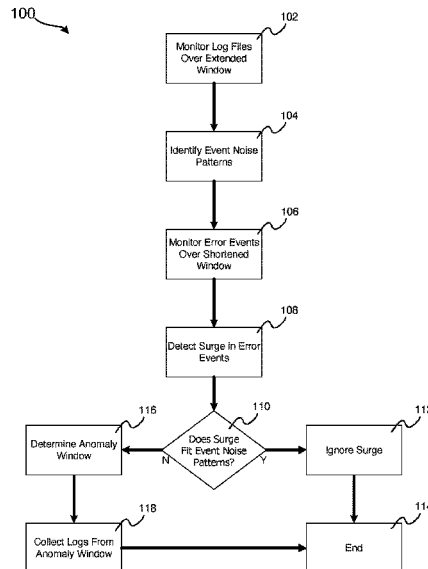 100
102
Monitor Log Files
Over Extended
Window
104
Identify Event Noise
Patterns
106
Monitor Error Events
Over Shortened
Window
108
Detect Surge in Error
Events
110
Does Surge
Fit Event Noise
Patterns?
N
Y
116
Determine Anomaly
Window
112
Ignore Surge
118
Collect Logs From
Anomaly Window
114
End